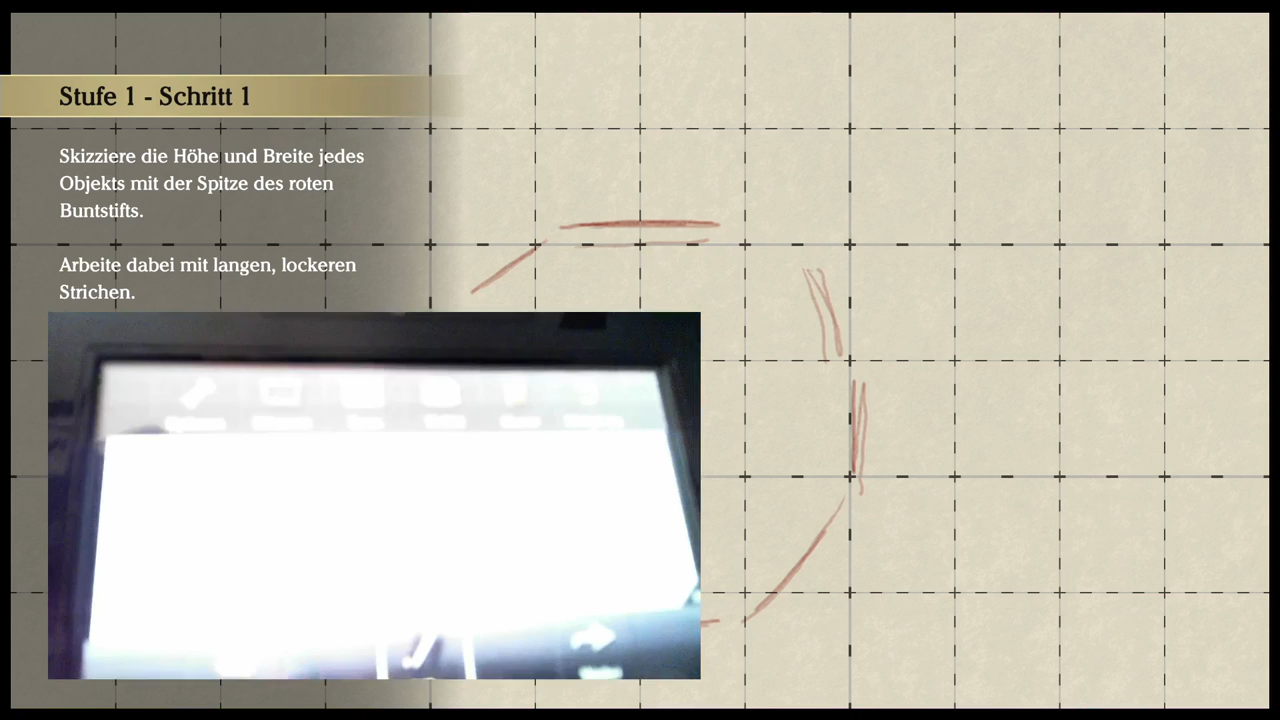 Stufe 1 - Schritt 1
Skizziere die Höhe und Breite jedes
Objekts mit der Spitze des roten
Buntstifts.
Arbeite dabei mit langen, lockeren
Strichen.